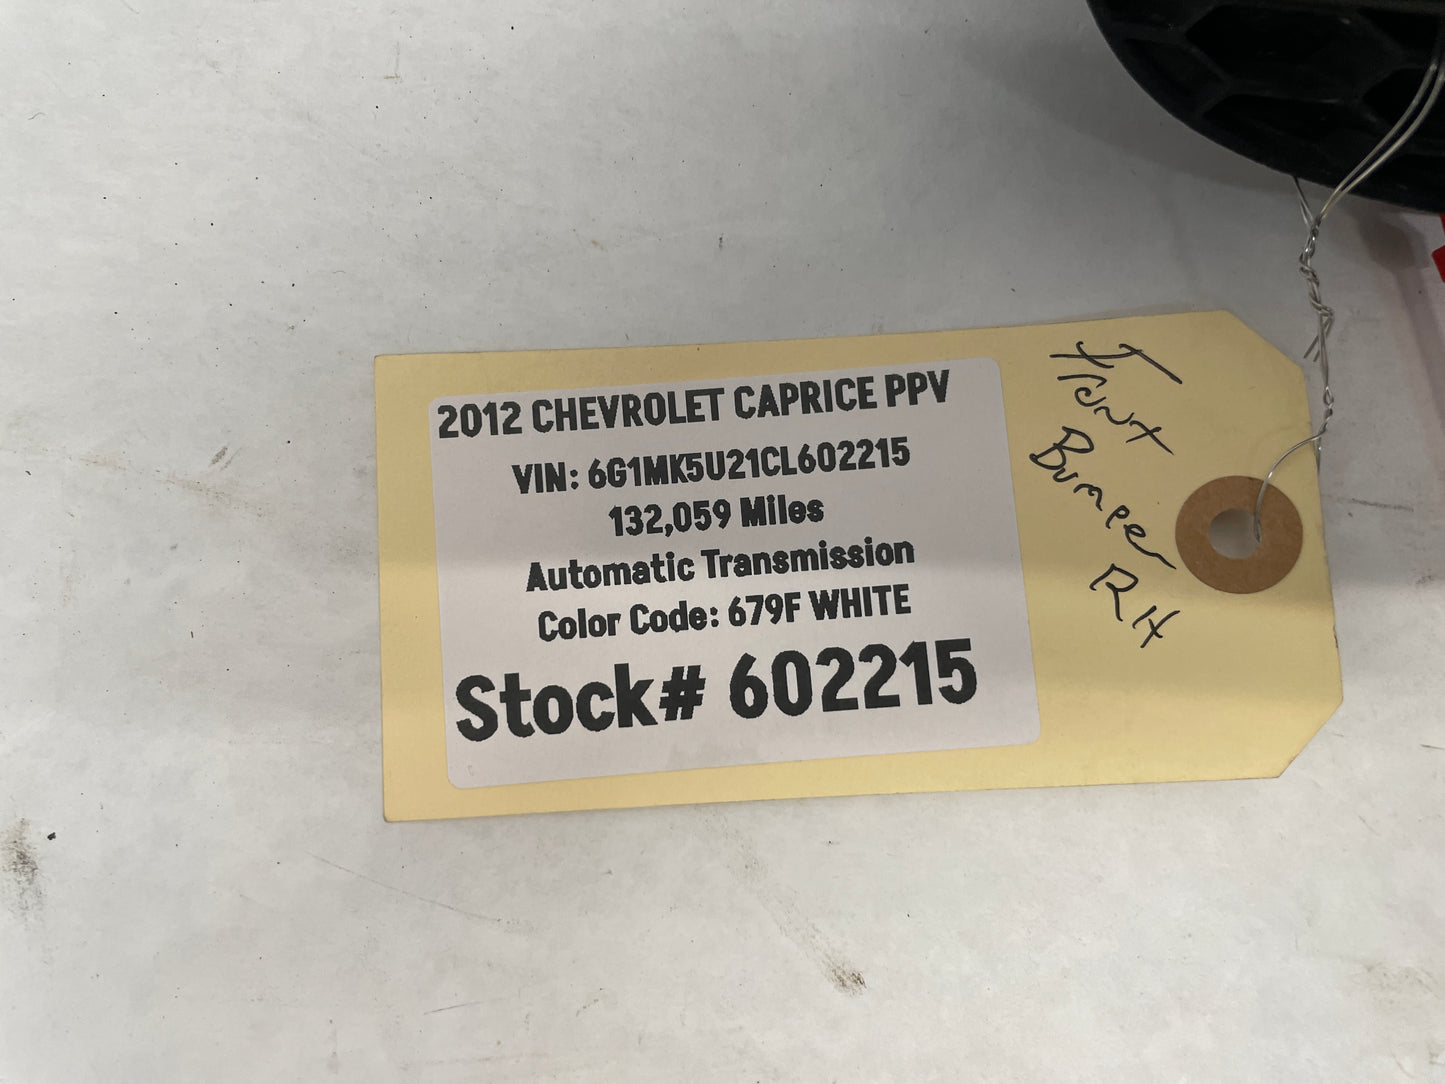 2012 CHEVROLET CAPRICE PPV
VIN: 6G1MK5U21CL602215
132,059 Miles
Automatic Transmission
Color Code: 679F WHITE
Stock# 602215
Front
Bumper
RH